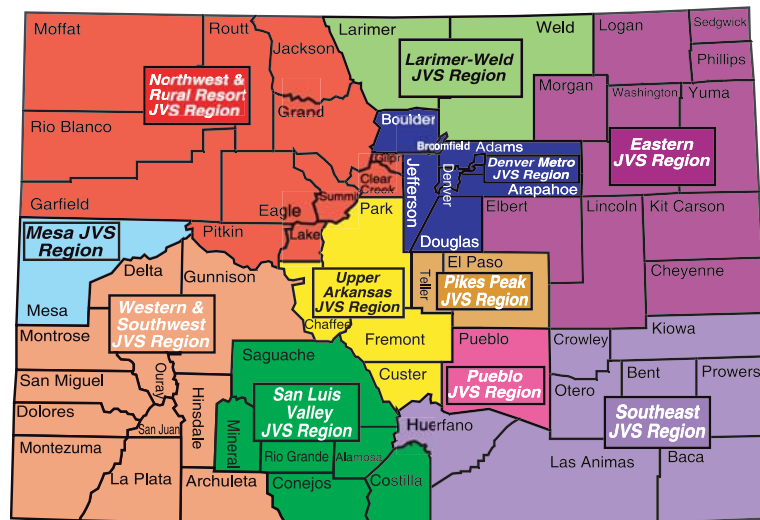 Moffat
Routt
Jackson
Larimer
Weld
Logan
Sedgwick
Phillips
Northwest &
Rural Resort
JVS Region
Larimer-Weld
JVS Region
Morgan
Washington
Yuma
Grand
Rio Blanco
Boulder
Broomfield
Adams
Eastern
JVS Region
Gilpin
Clear
Creek
Jefferson
Denver
Denver Metro
JVS Region
Arapahoe
Garfield
Eagle
Summit
Park
Elbert
Lincoln
Kit Carson
Mesa JVS
Region
Pitkin
Lake
Douglas
Delta
Gunnison
Upper
Arkansas
JVS Region
Teller
El Paso
Pikes Peak
JVS Region
Cheyenne
Mesa
Western &
Southwest
JVS Region
Chaffee
Fremont
Pueblo
Crowley
Kiowa
Montrose
Saguache
Custer
Pueblo
JVS Region
Otero
Bent
Prowers
San Miguel
Ouray
Hinsdale
San Luis
Valley
JVS Region
Southeast
JVS Region
Dolores
San Juan
Mineral
Huerfano
Montezuma
Rio Grande
Alamosa
Las Animas
Baca
La Plata
Archuleta
Conejos
Costilla